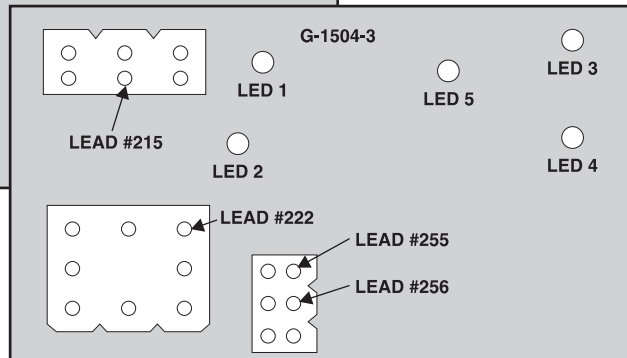 G-1504-3
LED 1
LED 5
LED 3
LEAD #215
LED 2
LED 4
LEAD #222
LEAD #255
LEAD #256